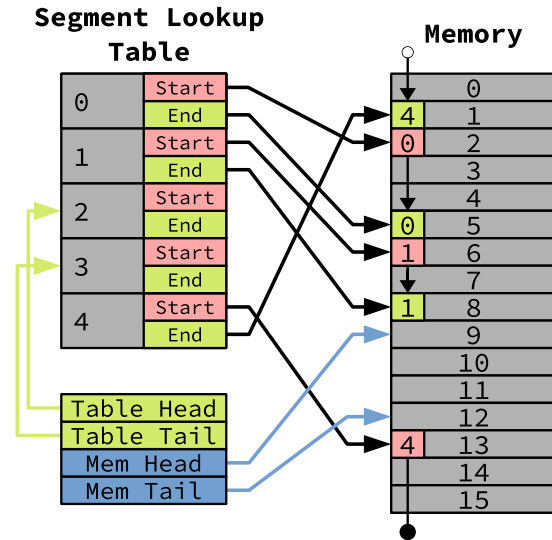 Segment Lookup
Table
0
Start
End
1
Start
End
2
Start
End
3
Start
End
4
Start
End
Table Head
Table Tail
Mem Head
Mem Tail
Memory
0
4 1
0 2
3
4
0 5
1 6
7
1 8
9
10
11
12
4 13
14
15